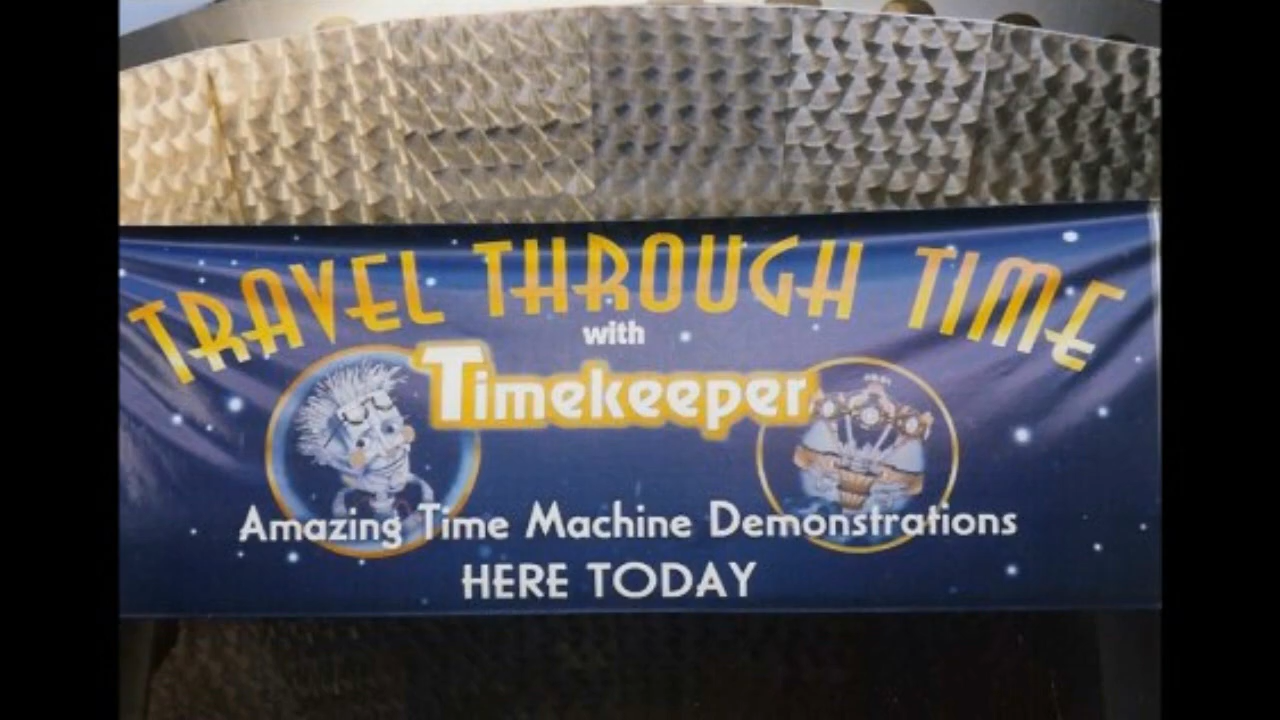 TRAVEL THROUGH TIME
with
Timekeeper
Amazing Time Machine Demonstrations
HERE TODAY